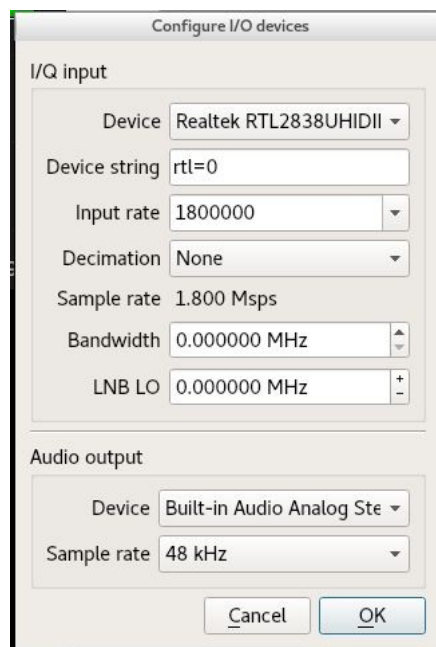 Configure I/O devices
I/Q input
Device Realtek RTL2838UHIDII
Device string rtl=0
Input rate 1800000
Decimation None
Sample rate 1.800 Msps
Bandwidth 0.000000 MHz
LNB LO 0.000000 MHz
Audio output
Device Built-in Audio Analog Ste
Sample rate 48 kHz
Cancel OK